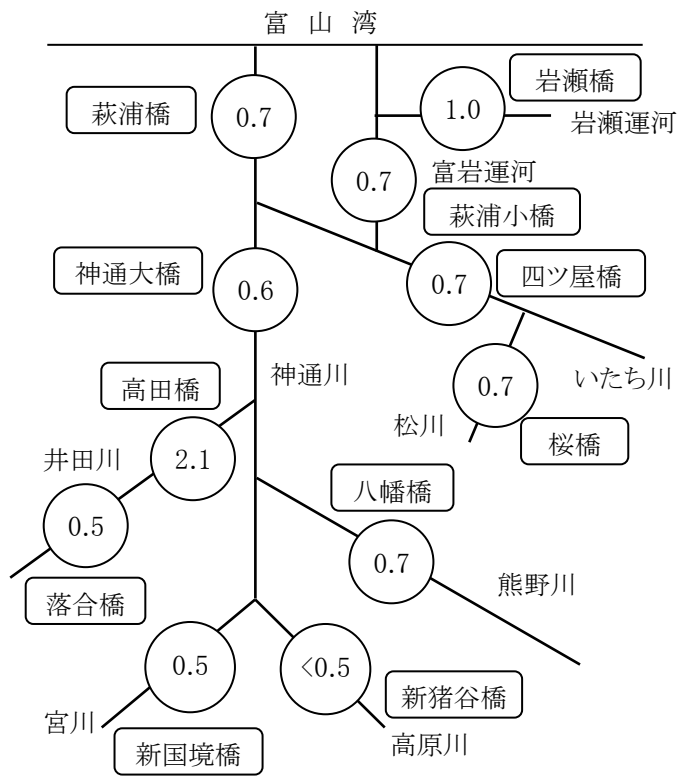 富山湾
岩瀬橋
萩浦橋
0.7
1.0
岩瀬運河
0.7
富岩運河
萩浦小橋
神通大橋
0.6
0.7
四ツ屋橋
高田橋
神通川
0.7
いたち川
松川
桜橋
井田川
2.1
八幡橋
0.5
0.7
熊野川
落合橋
0.5
<0.5
新猪谷橋
宮川
新国境橋
高原川